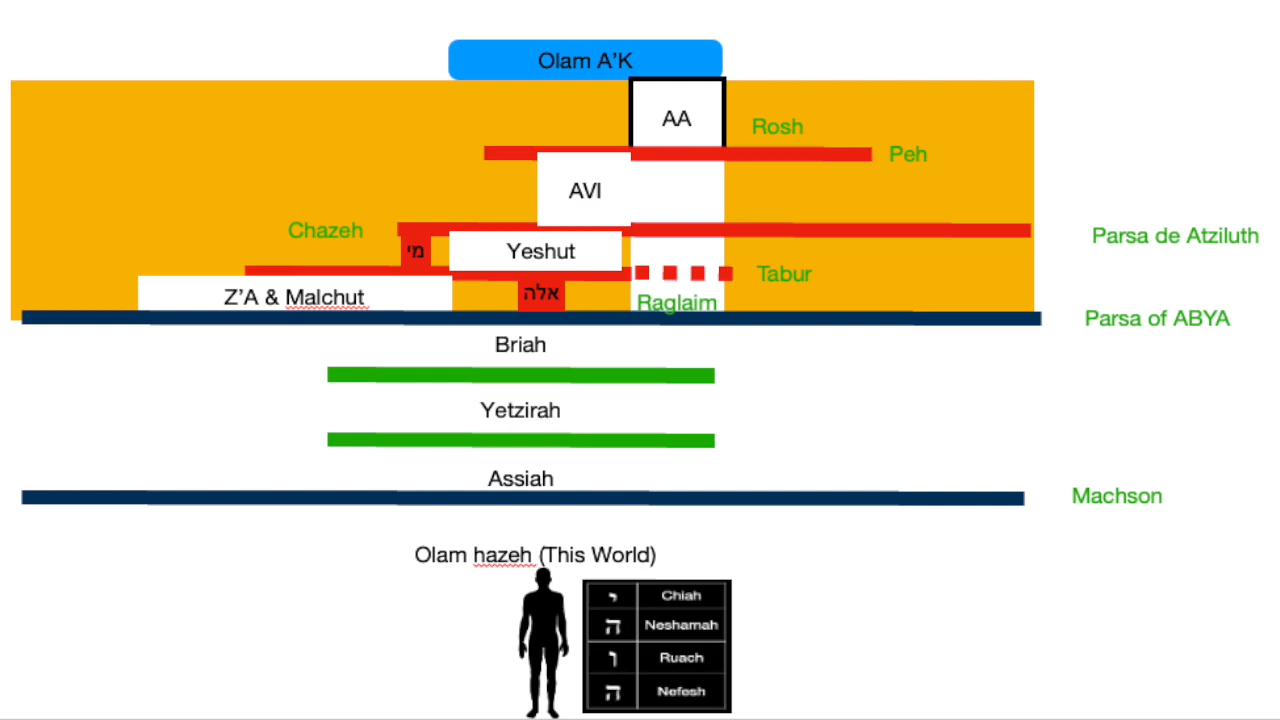 Olam A’K
AA
Rosh
Peh
AVI
Chazeh
Parsa de Atziluth
מי
Yeshut
Tabur
אלה
Z’A & Malchut
Raglaim
Parsa of ABYA
Briah
Yetzirah
Assiah
Machson
Olam hazeh (This World)
י Chiah
ה Neshamah
ו Ruach
ה Nefesh